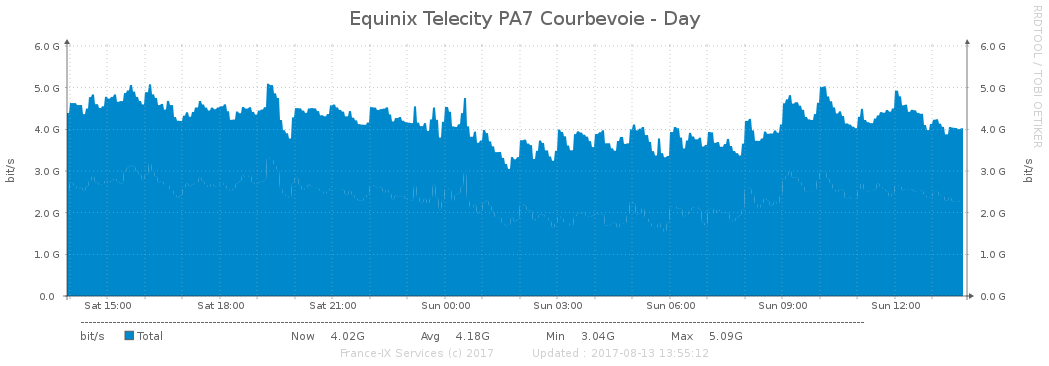 Equinix Telecity PA7 Courbevoie - Day
RRDTOOL / TOBI OETIKER
6.0 G 6.0 G
5.0 G 5.0 G
4.0 G 4.0 G
3.0 G 3.0 G
2.0 G 2.0 G
1.0 G 1.0 G
0.0 0.0 G
bit/s bit/s
Sat 15:00 Sat 18:00 Sat 21:00 Sun 00:00 Sun 03:00 Sun 06:00 Sun 09:00 Sun 12:00
bit/s Total Now 4.02G Avg 4.18G Min 3.04G Max 5.09G
France-IX Services (c) 2017 Updated : 2017-08-13 13:55:12